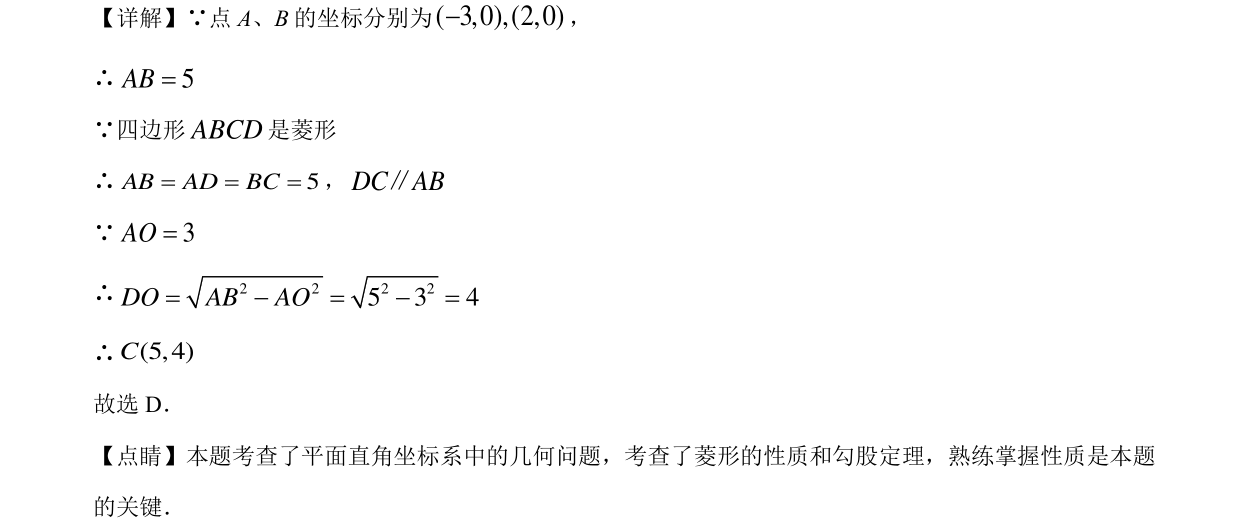 【详解】∵点 A、B 的坐标分别为(−3,0),(2,0)，
∴ AB = 5
∵四边形 ABCD 是菱形
∴ AB = AD = BC = 5， DC∥AB
∵ AO = 3
∴ DO = √(AB² − AO²) = √(5² − 3²) = 4
∴ C(5,4)
故选 D．
【点睛】本题考查了平面直角坐标系中的几何问题，考查了菱形的性质和勾股定理，熟练掌握性质是本题
的关键．